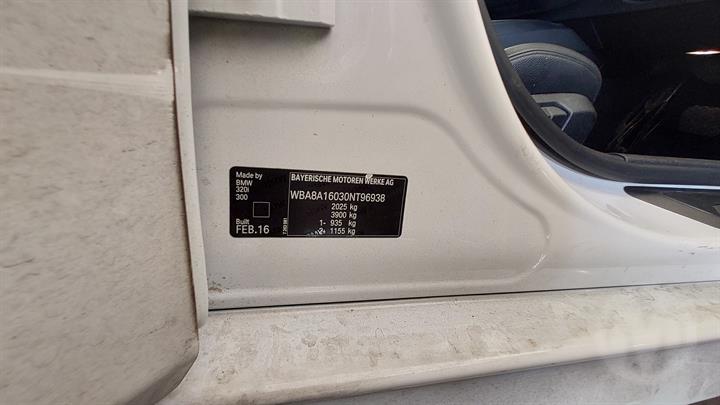 Made by
BMW
320i
300
Built
FEB.16
BAYERISCHE MOTOREN WERKE AG
WBA8A16030NT96938
2025 kg
3900 kg
1- 935 kg
2- 1155 kg